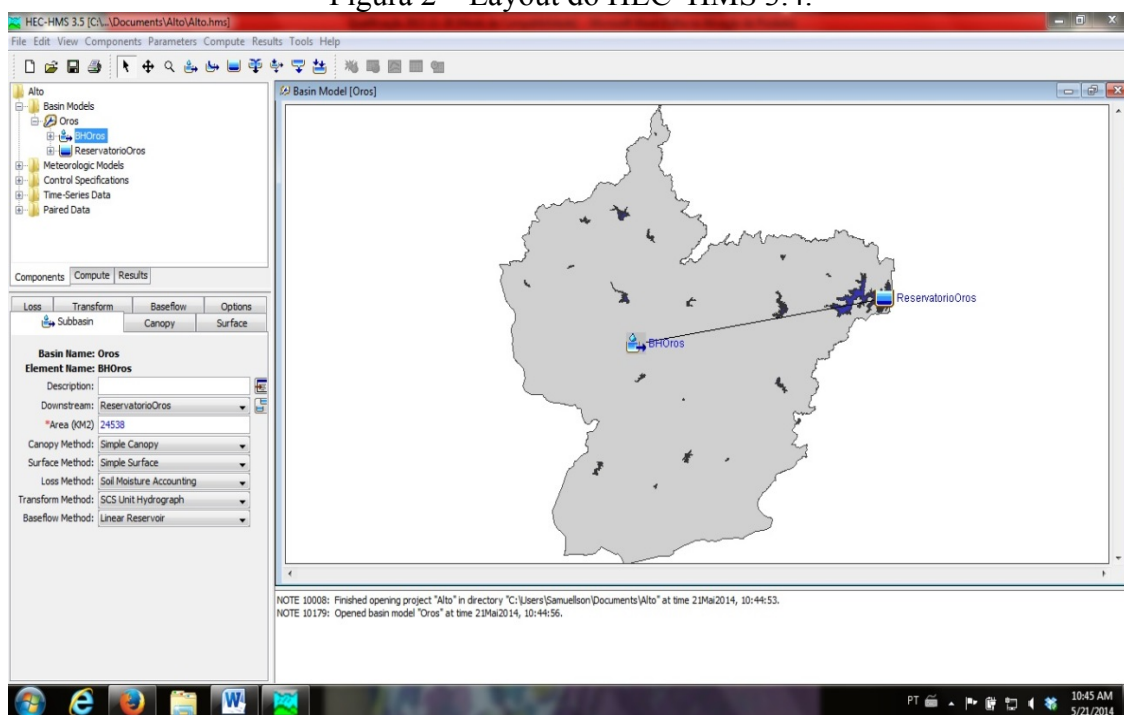 Figura 2 – Layout do HEC–HMS 3.4.
HEC-HMS 3.5 [C:\...\Documents\Alto\Alto.hms]
File Edit View Components Parameters Compute Results Tools Help
Alto
Basin Models
Oros
BHOros
ReservatorioOros
Meteorologic Models
Control Specifications
Time-Series Data
Paired Data
Components Compute Results
Loss Transform Baseflow Options
Subbasin Canopy Surface
Basin Name: Oros
Element Name: BHOros
Description:
Downstream: ReservatorioOros
*Area (KM2) 24538
Canopy Method: Simple Canopy
Surface Method: Simple Surface
Loss Method: Soil Moisture Accounting
Transform Method: SCS Unit Hydrograph
Baseflow Method: Linear Reservoir
Basin Model [Oros]
ReservatorioOros
BHOros
NOTE 10008: Finished opening project "Alto" in directory "C:\Users\Samuellson\Documents\Alto" at time 21Mai2014, 10:44:53.
NOTE 10179: Opened basin model "Oros" at time 21Mai2014, 10:44:56.
PT
10:45 AM
5/21/2014